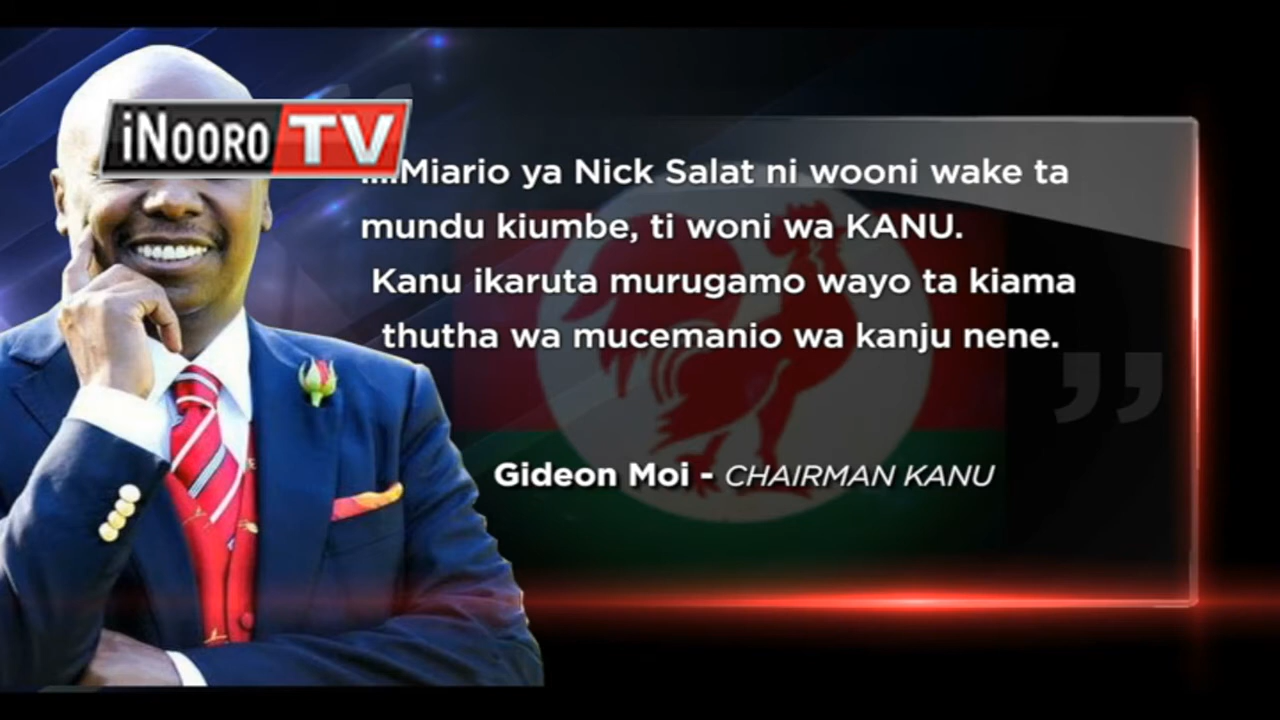 iNOORO TV
....Miario ya Nick Salat ni wooni wake ta
mundu kiumbe, ti woni wa KANU.
Kanu ikaruta murugamo wayo ta kiama
thutha wa mucemanio wa kanju nene.
”
Gideon Moi - CHAIRMAN KANU